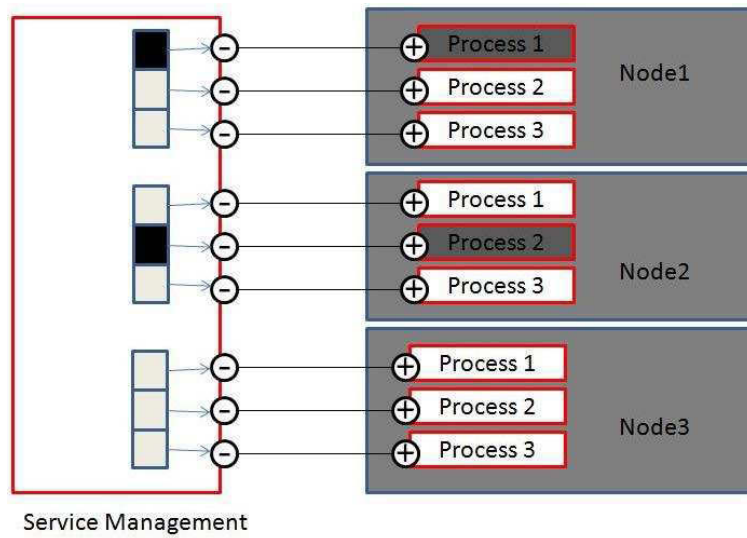 Process 1
Process 2
Process 3
Node1
Process 1
Process 2
Process 3
Node2
Process 1
Process 2
Process 3
Node3
Service Management